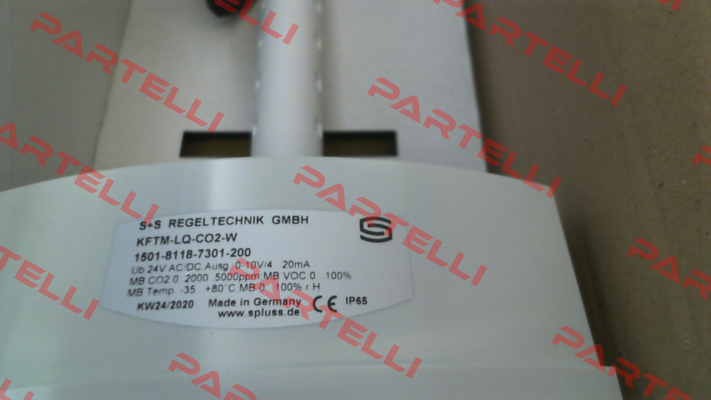 S+S REGELTECHNIK GMBH
KFTM-LQ-CO2-W
1501-8118-7301-200
Ub 24V AC/DC Ausg. 0-10V/4 20mA
MB CO2 0 2000 5000ppm MB VOC 0 100%
MB Temp -35 +80°C MB 0 100% r.H
KW24/2020 Made in Germany CE IP65
www.spluss.de
PARTELLI
PARTELLI
PARTELLI
PARTELLI
PARTELLI
PARTELLI
PARTELLI
PARTELLI